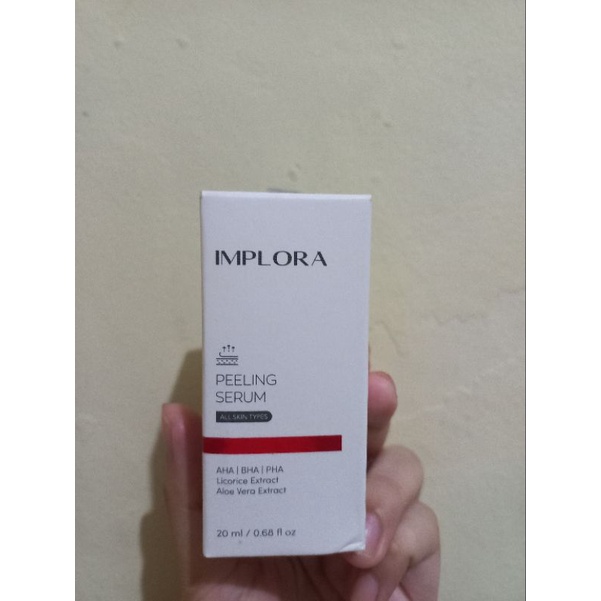 IMPLORA
PEELING
SERUM
ALL SKIN TYPES
AHA | BHA | PHA
Licorice Extract
Aloe Vera Extract
20 ml / 0.68 fl oz